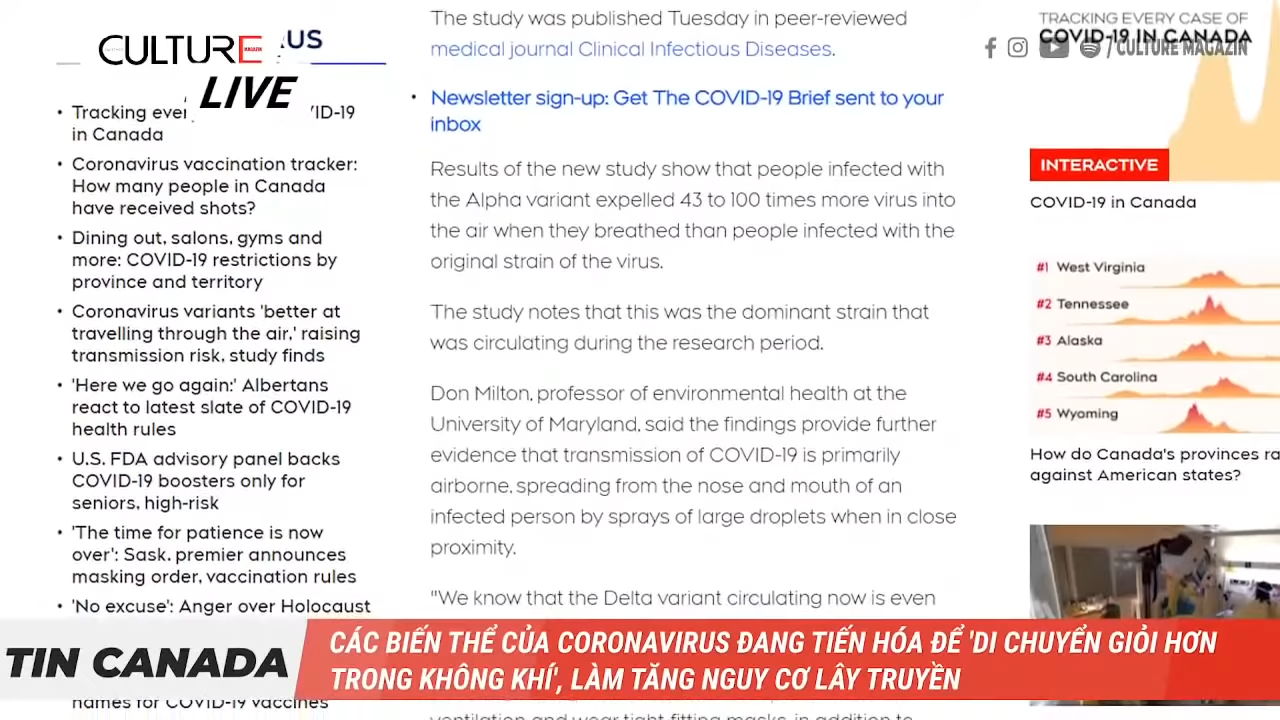 CULTURE
MAGAZIN
LIVE
US
Tracking every
VID-19
in Canada
Coronavirus vaccination tracker:
How many people in Canada
have received shots?
Dining out, salons, gyms and
more: COVID-19 restrictions by
province and territory
Coronavirus variants 'better at
travelling through the air,' raising
transmission risk, study finds
'Here we go again:' Albertans
react to latest slate of COVID-19
health rules
U.S. FDA advisory panel backs
COVID-19 boosters only for
seniors, high-risk
'The time for patience is now
over': Sask. premier announces
masking order, vaccination rules
'No excuse': Anger over Holocaust
names for COVID-19 vaccines
The study was published Tuesday in peer-reviewed
medical journal Clinical Infectious Diseases.
Newsletter sign-up: Get The COVID-19 Brief sent to your
inbox
Results of the new study show that people infected with
the Alpha variant expelled 43 to 100 times more virus into
the air when they breathed than people infected with the
original strain of the virus.
The study notes that this was the dominant strain that
was circulating during the research period.
Don Milton, professor of environmental health at the
University of Maryland, said the findings provide further
evidence that transmission of COVID-19 is primarily
airborne, spreading from the nose and mouth of an
infected person by sprays of large droplets when in close
proximity.
"We know that the Delta variant circulating now is even
ventilation and wear tight-fitting masks, in addition to
TRACKING EVERY CASE OF
COVID-19 IN CANADA
/ CULTURE MAGAZIN
INTERACTIVE
COVID-19 in Canada
#1 West Virginia
#2 Tennessee
#3 Alaska
#4 South Carolina
#5 Wyoming
How do Canada's provinces ra
against American states?
TIN CANADA
CÁC BIẾN THỂ CỦA CORONAVIRUS ĐANG TIẾN HÓA ĐỂ 'DI CHUYỂN GIỎI HƠN
TRONG KHÔNG KHÍ', LÀM TĂNG NGUY CƠ LÂY TRUYỀN